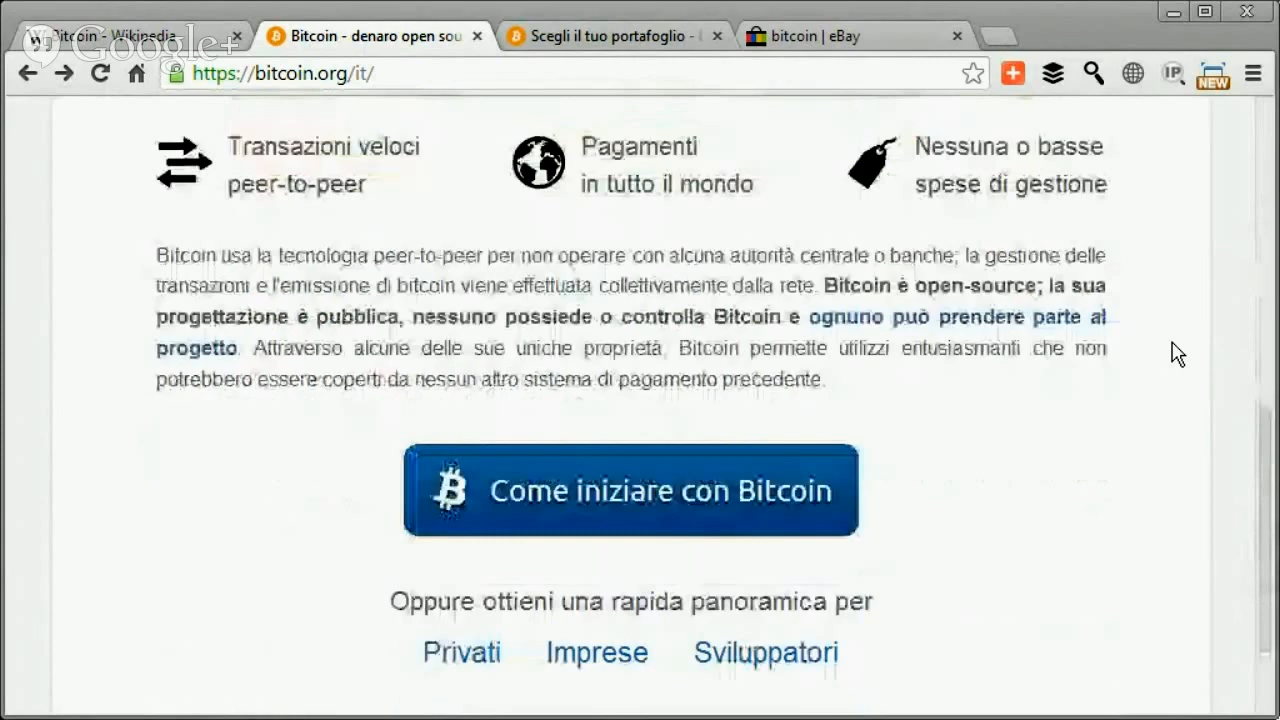 Bitcoin - Wikipedia
Bitcoin - denaro open sou
Scegli il tuo portafoglio -
bitcoin | eBay
Google+
https://bitcoin.org/it/
IP
NEW
Transazioni veloci
peer-to-peer
Pagamenti
in tutto il mondo
Nessuna o basse
spese di gestione
Bitcoin usa la tecnologia peer-to-peer per non operare con alcuna autorità centrale o banche; la gestione delle
transazioni e l'emissione di bitcoin viene effettuata collettivamente dalla rete. Bitcoin è open-source; la sua
progettazione è pubblica, nessuno possiede o controlla Bitcoin e ognuno può prendere parte al
progetto. Attraverso alcune delle sue uniche proprietà, Bitcoin permette utilizzi entusiasmanti che non
potrebbero essere coperti da nessun altro sistema di pagamento precedente.
Come iniziare con Bitcoin
Oppure ottieni una rapida panoramica per
Privati Imprese Sviluppatori